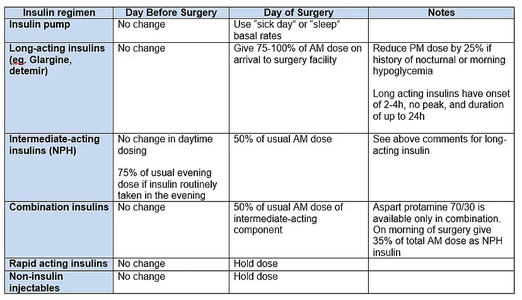 Insulin regimen Day Before Surgery Day of Surgery Notes
Insulin pump No change Use "sick day" or "sleep"
basal rates
Long-acting insulins No change Give 75-100% of AM dose on Reduce PM dose by 25% if
(eg. Glargine, arrival to surgery facility history of nocturnal or morning
detemir) hypoglycemia
Long acting insulins have onset
of 2-4h, no peak, and duration
of up to 24h
Intermediate-acting No change in daytime 50% of usual AM dose See above comments for long-
insulins (NPH) dosing acting insulin
75% of usual evening
dose if insulin routinely
taken in the evening
Combination insulins No change 50% of usual AM dose of Aspart protamine 70/30 is
intermediate-acting available only in combination.
component On morning of surgery give
35% of total AM dose as NPH
insulin
Rapid acting insulins No change Hold dose
Non-insulin No change Hold dose
injectables